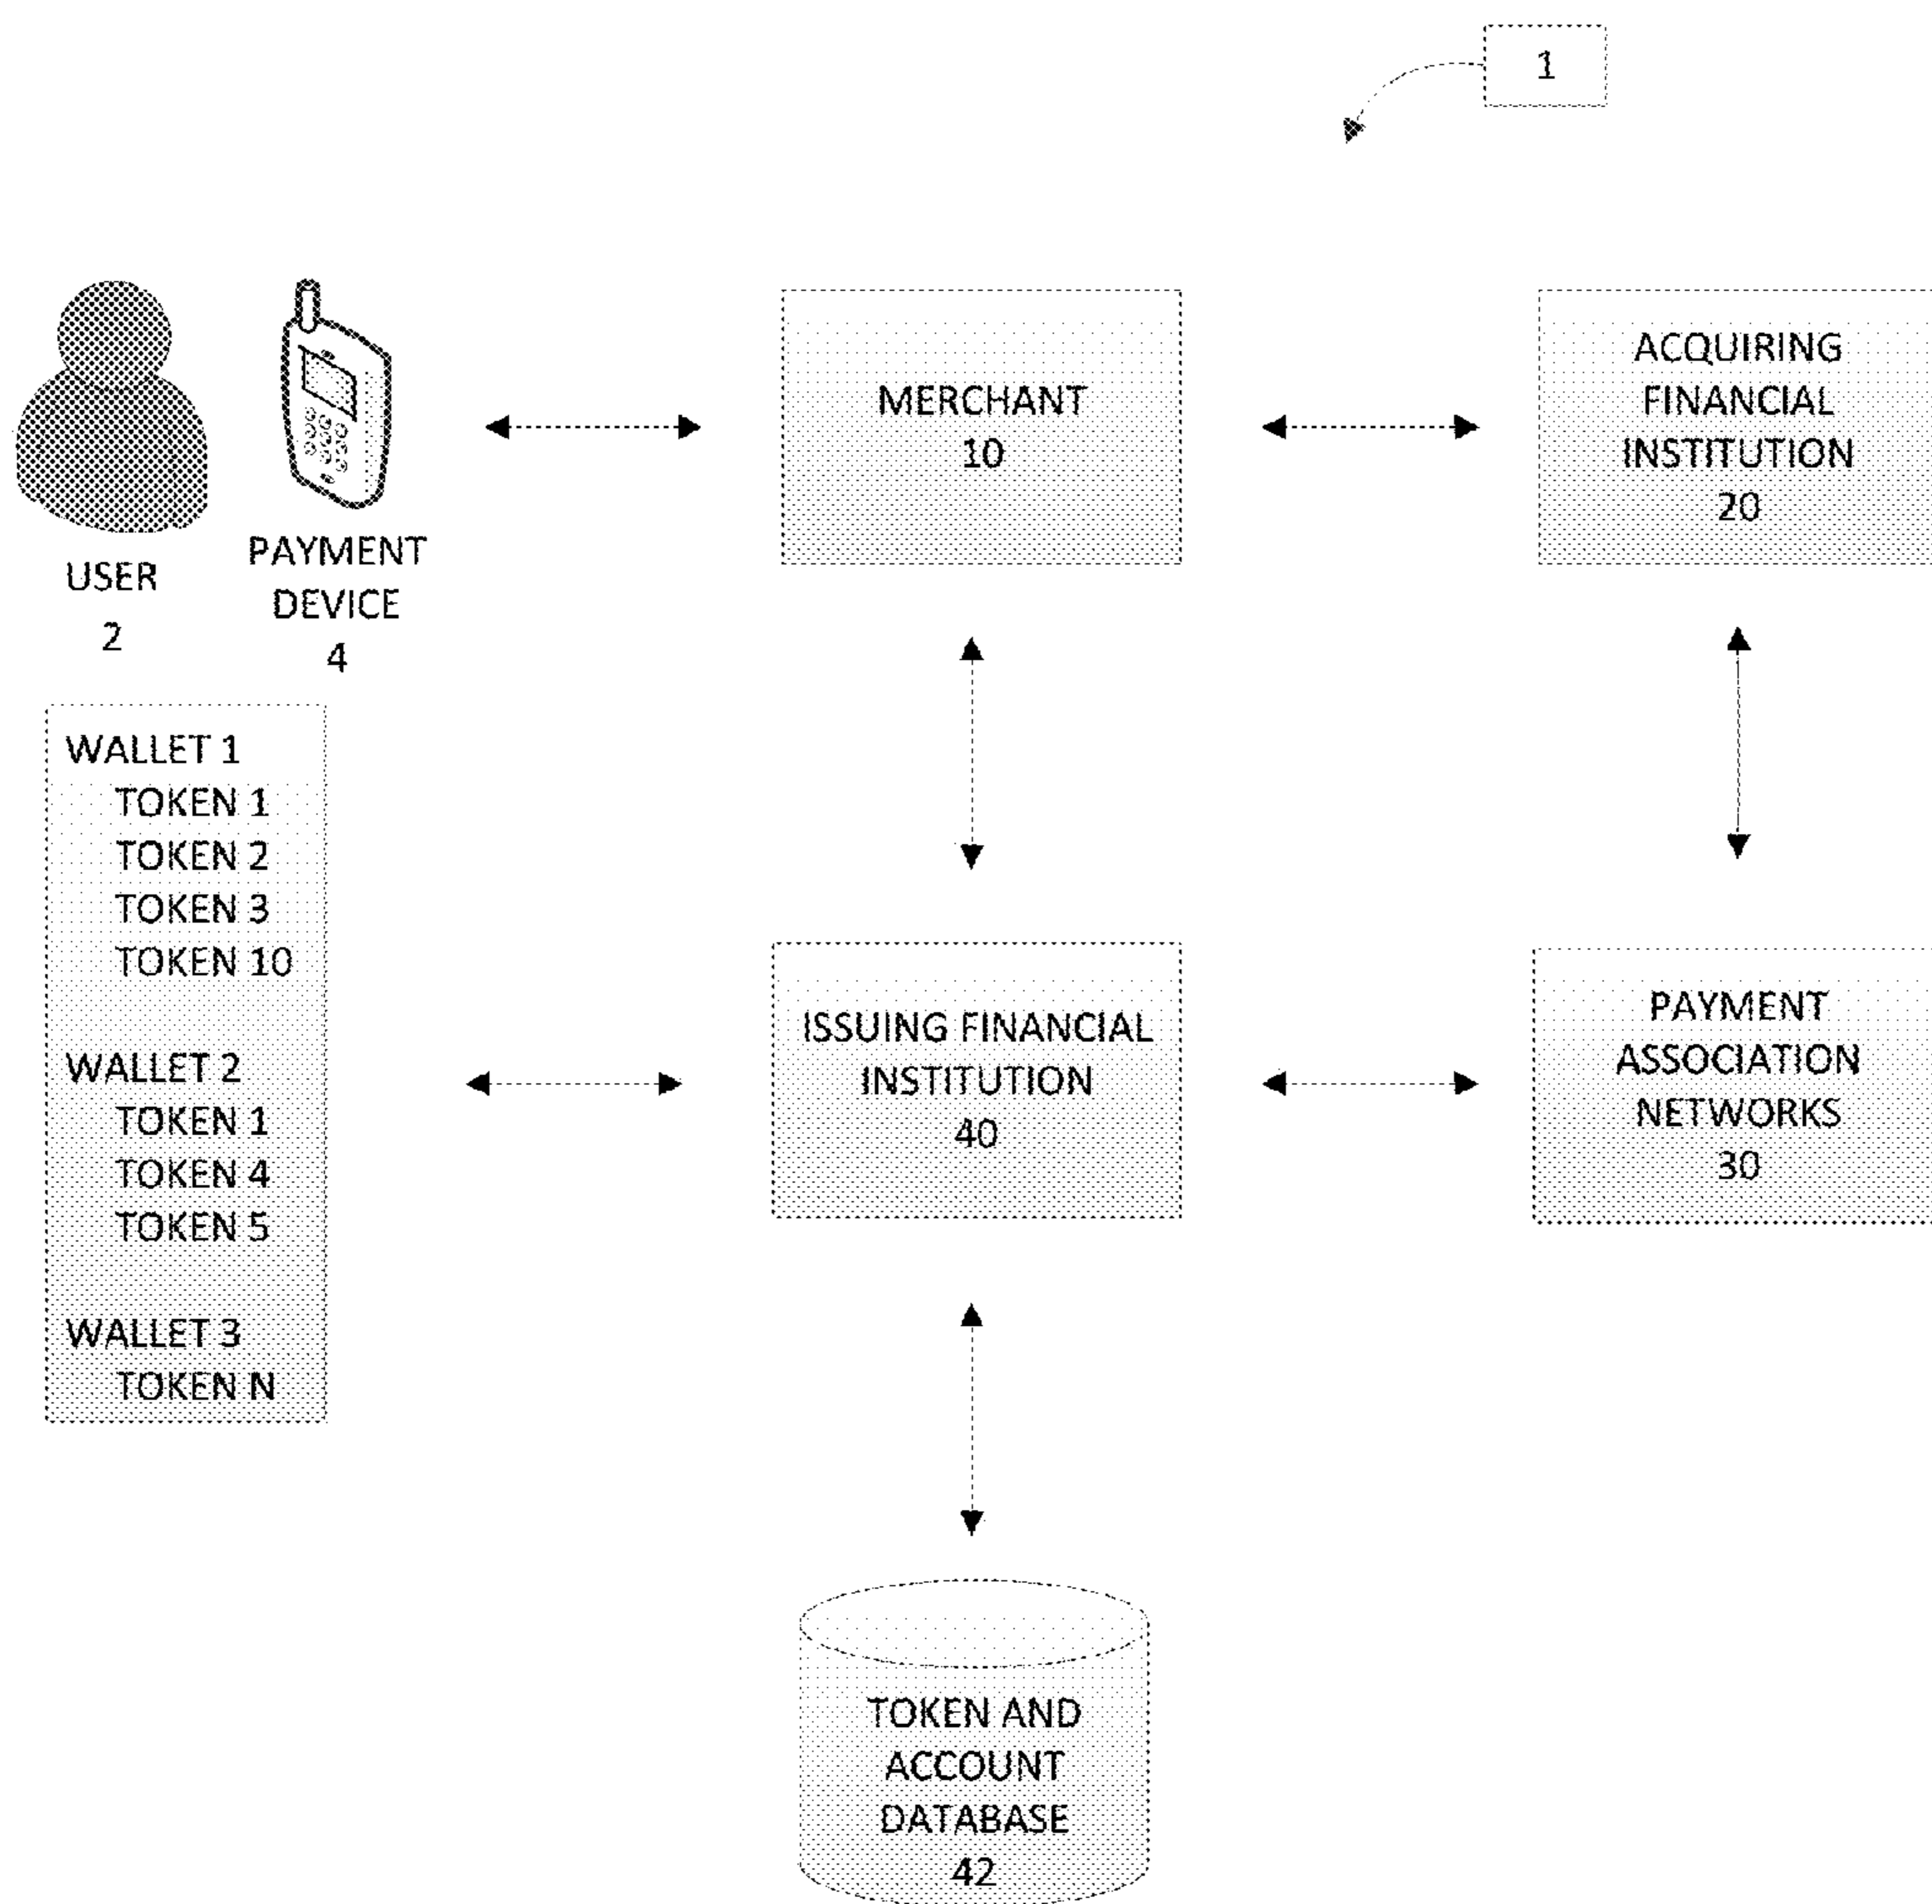 1
USER
2
PAYMENT
DEVICE
4
MERCHANT
10
ACQUIRING
FINANCIAL
INSTITUTION
20
WALLET 1
TOKEN 1
TOKEN 2
TOKEN 3
TOKEN 10
WALLET 2
TOKEN 1
TOKEN 4
TOKEN 5
WALLET 3
TOKEN N
ISSUING FINANCIAL
INSTITUTION
40
PAYMENT
ASSOCIATION
NETWORKS
30
TOKEN AND
ACCOUNT
DATABASE
42